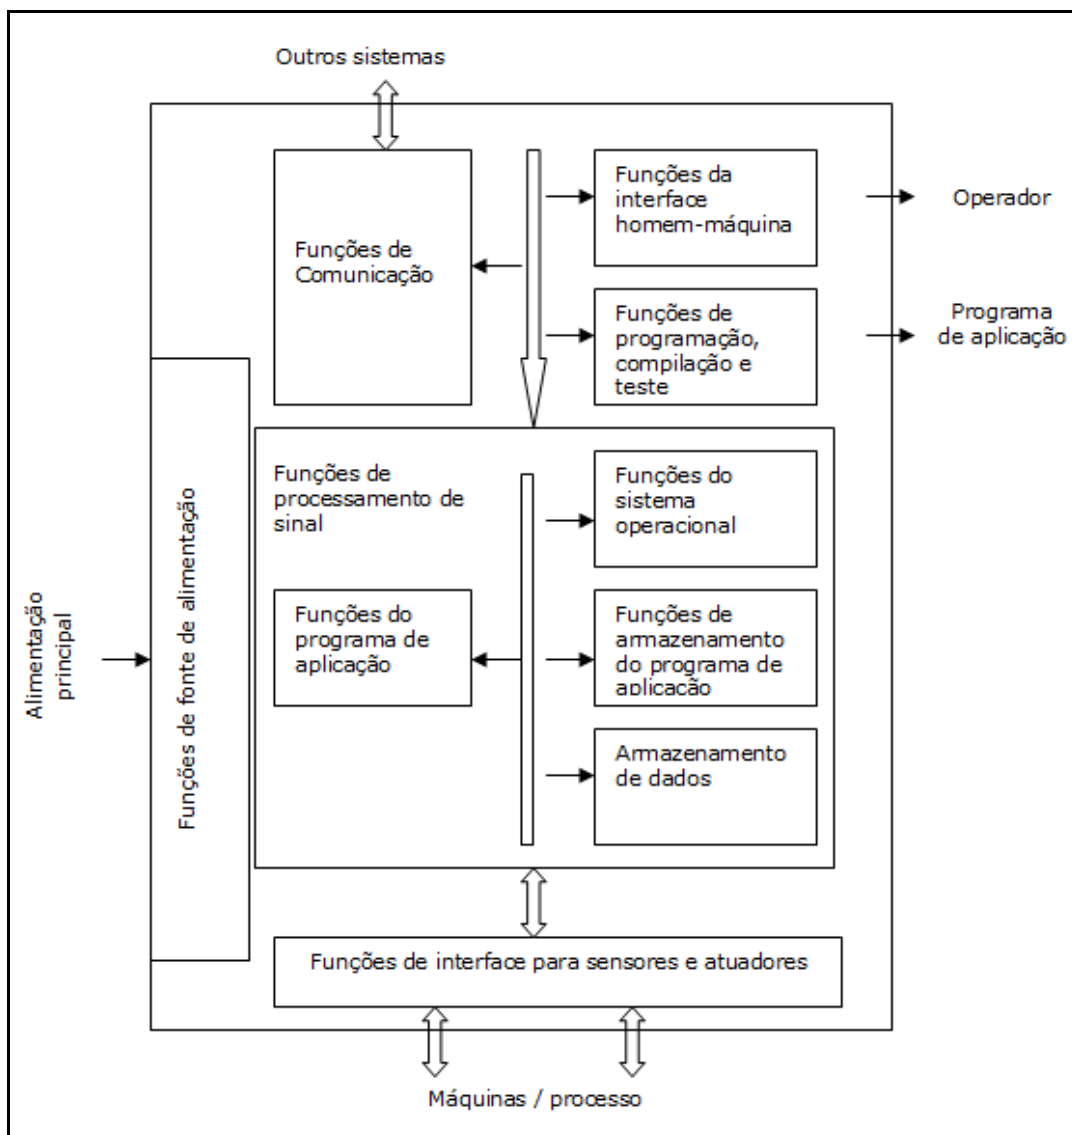 Outros sistemas
Funções de
Comunicação
Funções da
interface
homem-máquina
Operador
Funções de
programação,
compilação e
teste
Programa
de aplicação
Funções de
processamento de
sinal
Funções do
sistema
operacional
Funções do
programa de
aplicação
Funções de
armazenamento
do programa de
aplicação
Armazenamento
de dados
Alimentação
principal
Funções de fonte de alimentação
Funções de interface para sensores e atuadores
Máquinas / processo